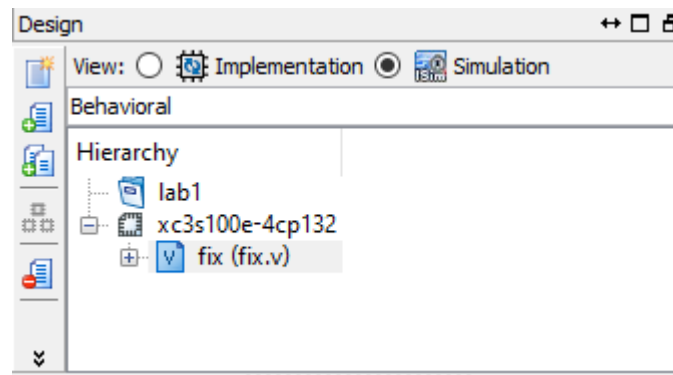 Design
View: Implementation Simulation
Behavioral
Hierarchy
lab1
xc3s100e-4cp132
fix (fix.v)